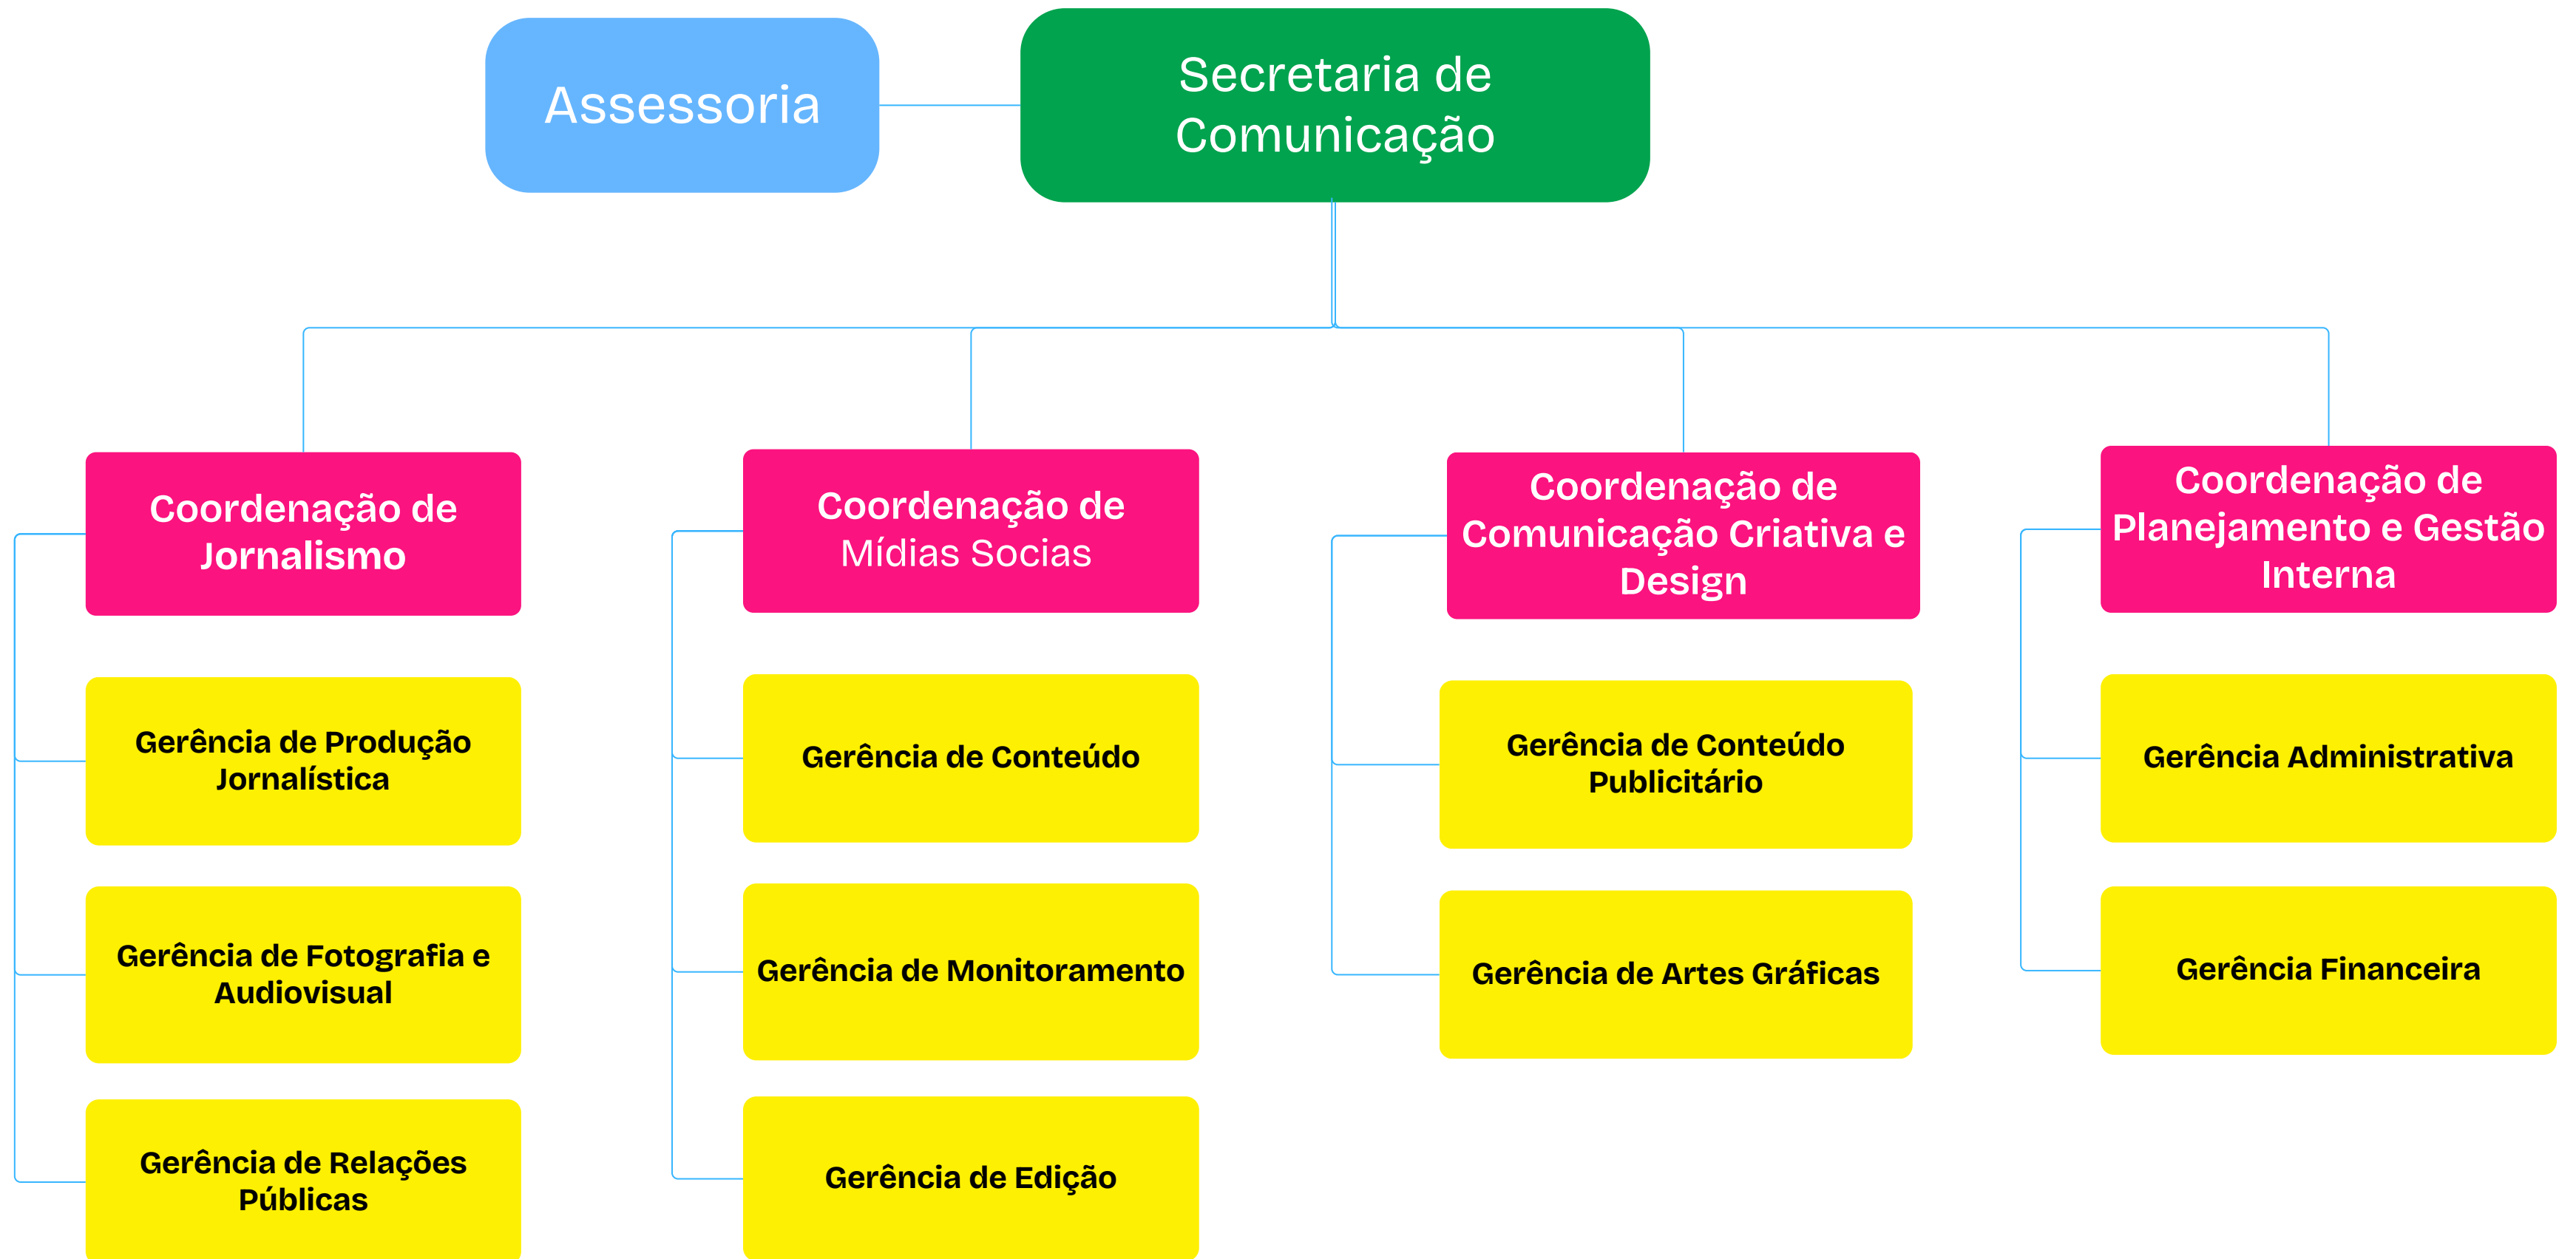 Assessoria
Secretaria de
Comunicação
Coordenação de
Jornalismo
Gerência de Produção
Jornalística
Gerência de Fotografia e
Audiovisual
Gerência de Relações
Públicas
Coordenação de
Mídias Socias
Gerência de Conteúdo
Gerência de Monitoramento
Gerência de Edição
Coordenação de
Comunicação Criativa e
Design
Gerência de Conteúdo
Publicitário
Gerência de Artes Gráficas
Coordenação de
Planejamento e Gestão
Interna
Gerência Administrativa
Gerência Financeira